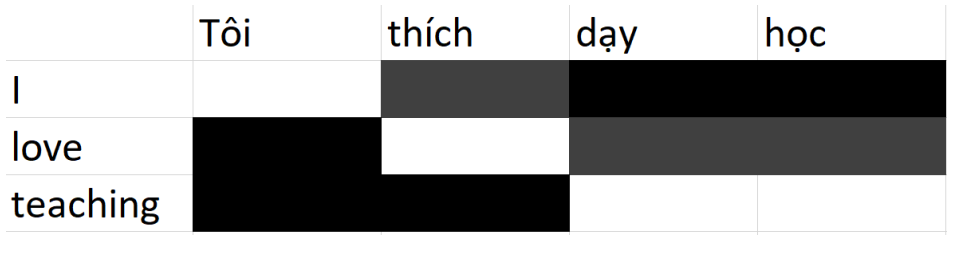 Tôi thích dạy học
I
love
teaching